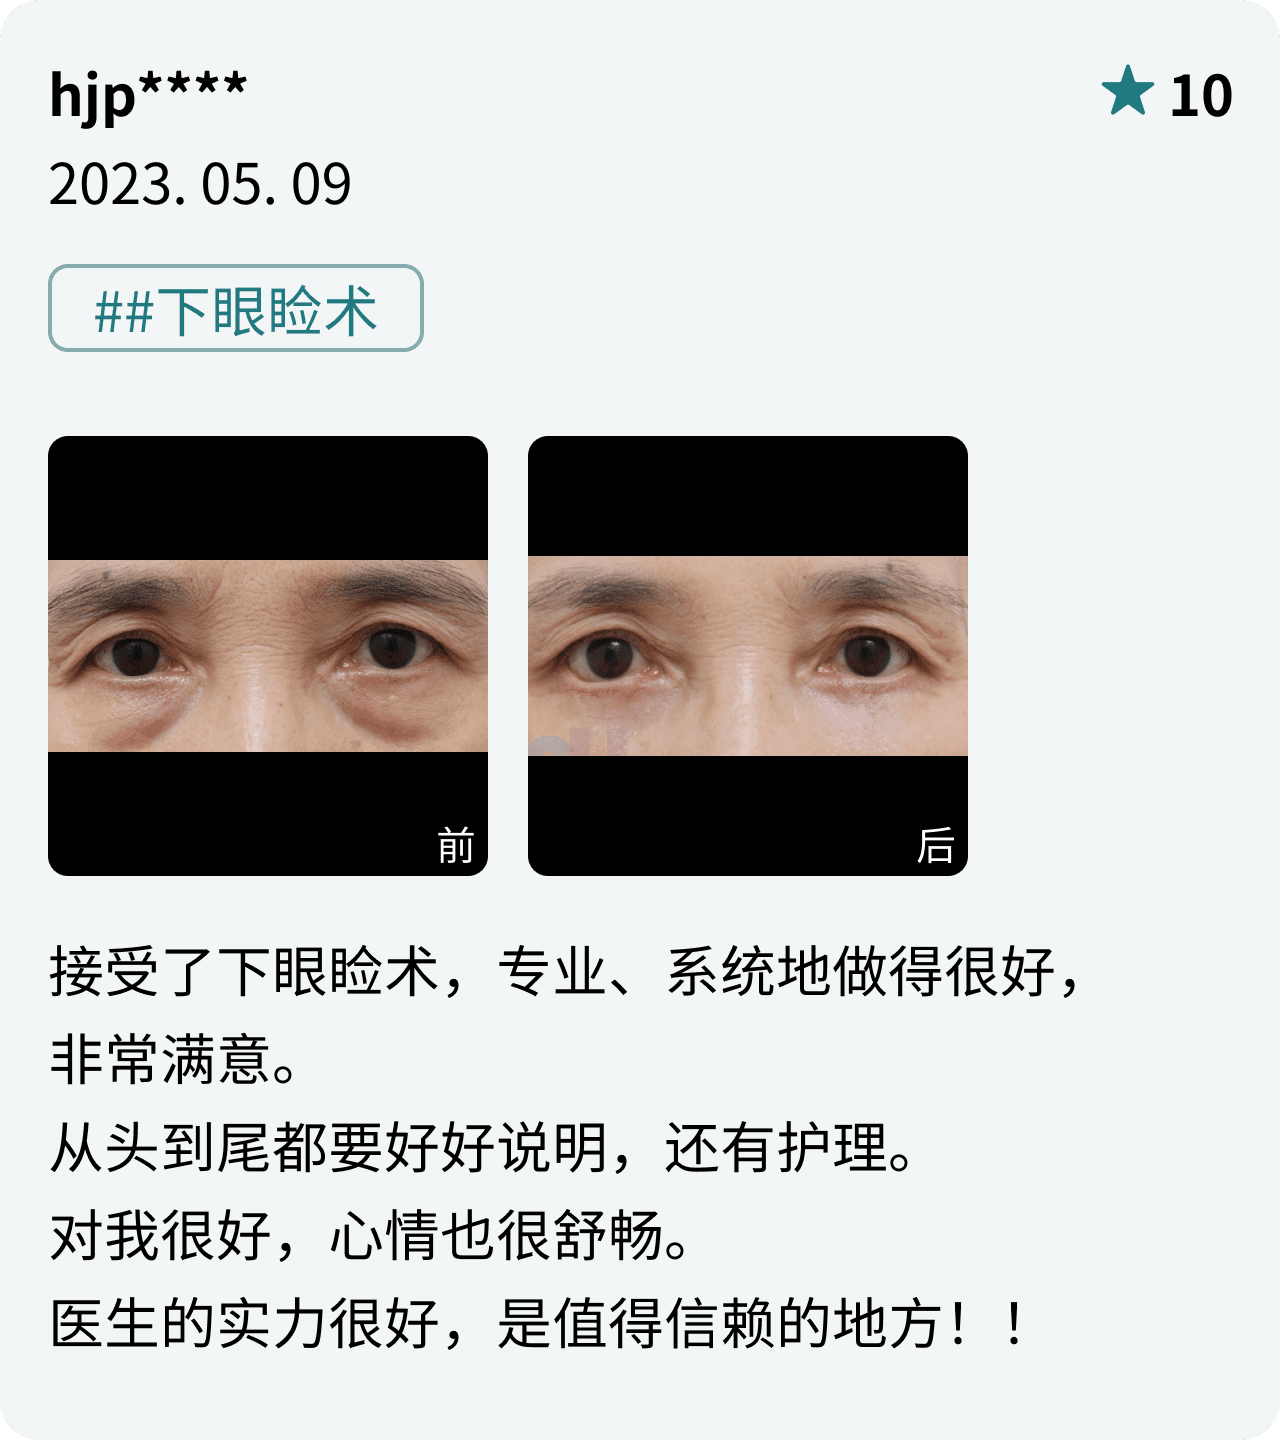 hjp****
★ 10
2023. 05. 09
##下眼睑术
前
后
接受了下眼睑术，专业、系统地做得很好，
非常满意。
从头到尾都要好好说明，还有护理。
对我很好，心情也很舒畅。
医生的实力很好，是值得信赖的地方！！